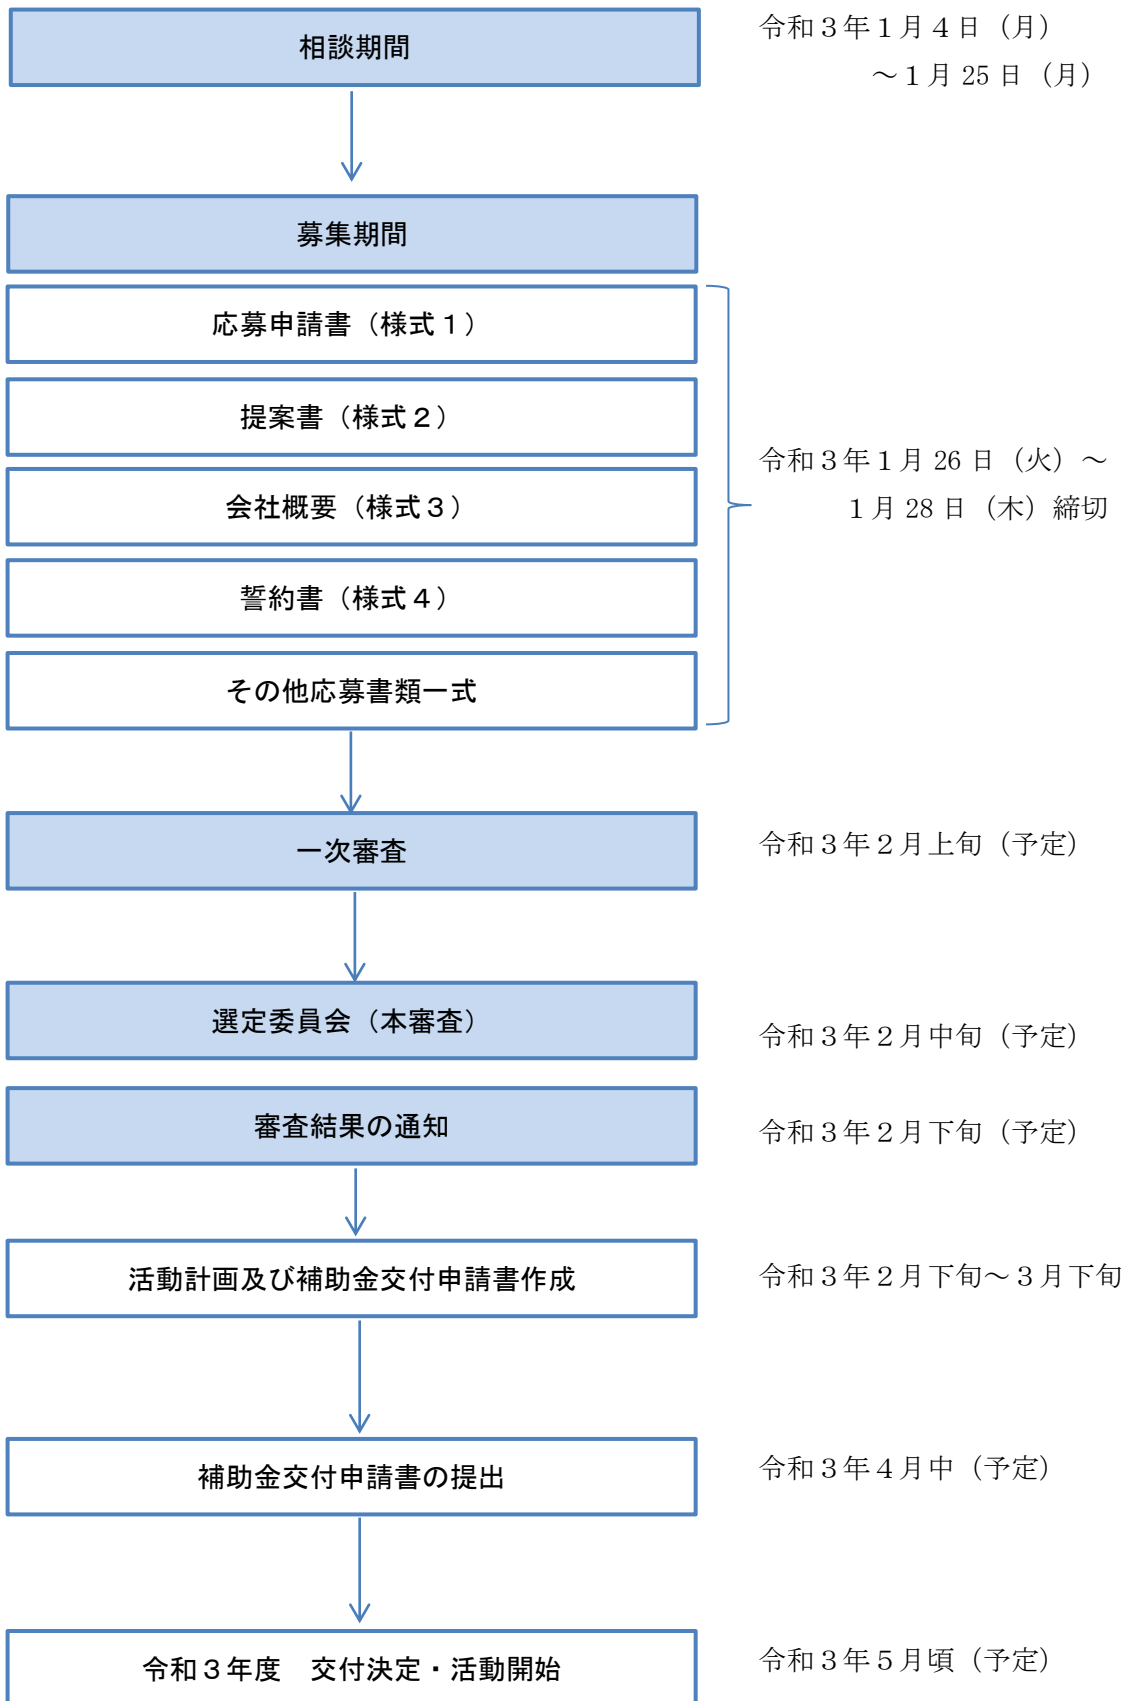 相談期間
令和３年１月４日（月）
～１月 25 日（月）
募集期間
応募申請書（様式１）
提案書（様式２）
会社概要（様式３）
誓約書（様式４）
その他応募書類一式
令和３年１月 26 日（火）～
１月 28 日（木）締切
一次審査
令和３年２月上旬（予定）
選定委員会（本審査）
令和３年２月中旬（予定）
審査結果の通知
令和３年２月下旬（予定）
活動計画及び補助金交付申請書作成
令和３年２月下旬～３月下旬
補助金交付申請書の提出
令和３年４月中（予定）
令和３年度　交付決定・活動開始
令和３年５月頃（予定）